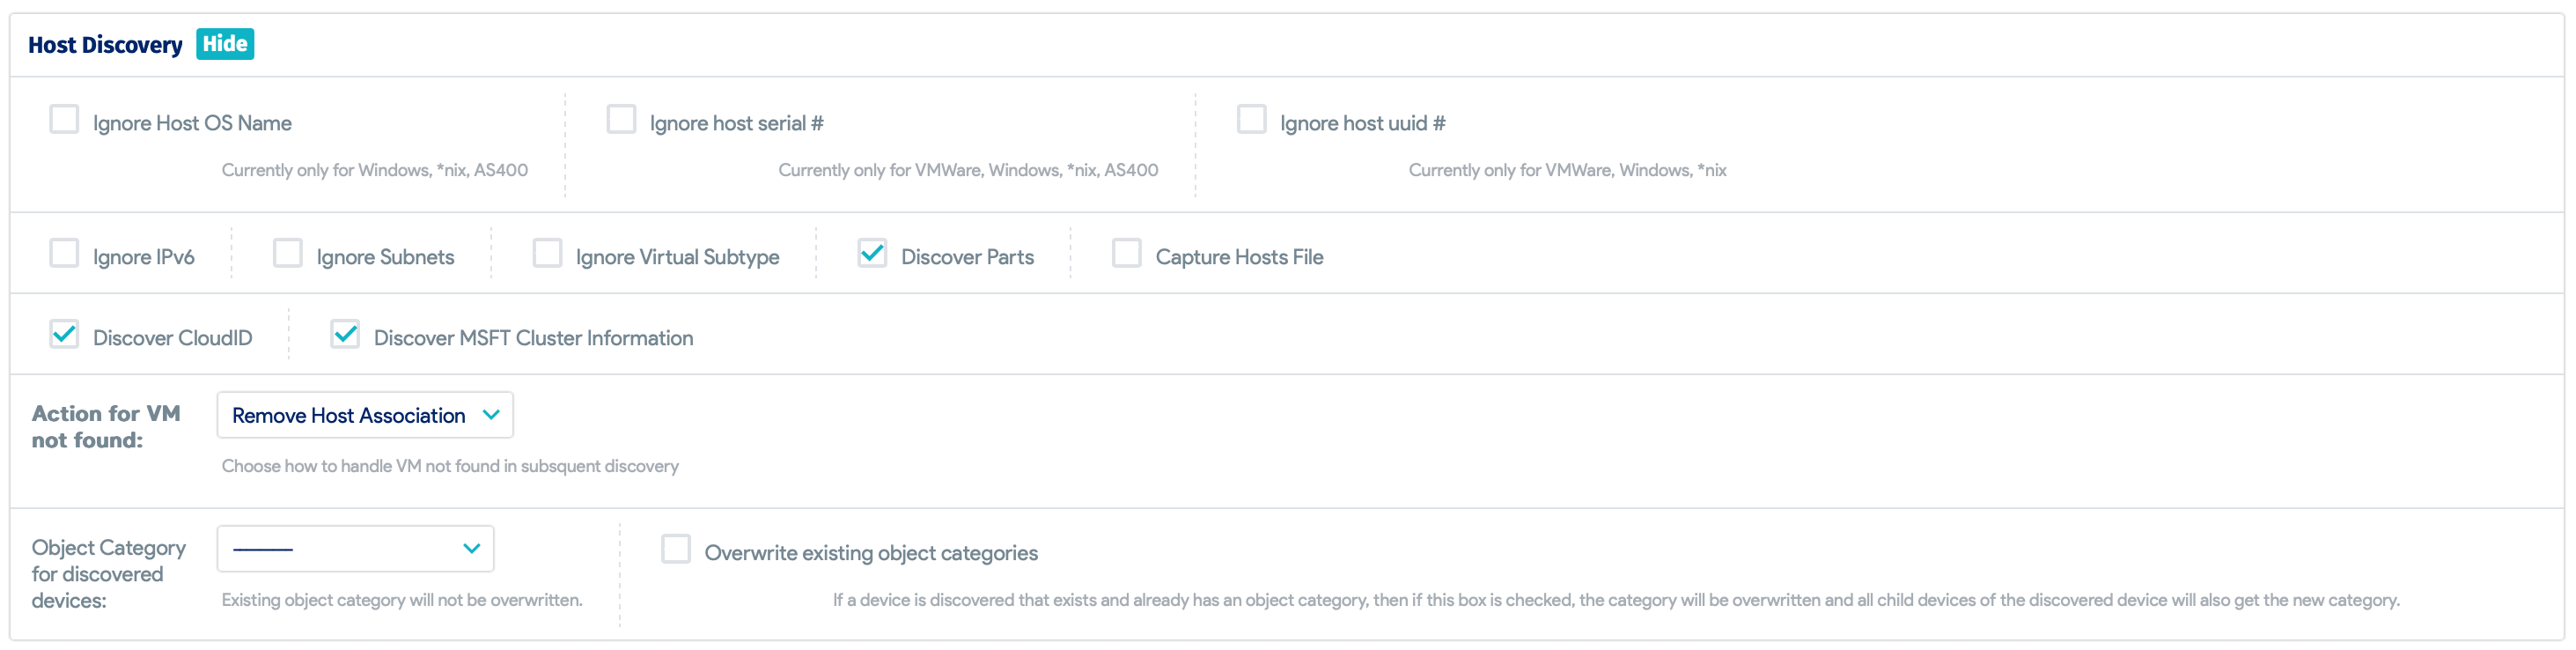 Host Discovery Hide
Ignore Host OS Name
Ignore host serial #
Ignore host uuid #
Currently only for Windows, *nix, AS400
Currently only for VMWare, Windows, *nix, AS400
Currently only for VMWare, Windows, *nix
Ignore IPv6
Ignore Subnets
Ignore Virtual Subtype
Discover Parts
Capture Hosts File
Discover CloudID
Discover MSFT Cluster Information
Action for VM
not found:
Remove Host Association
Choose how to handle VM not found in subsquent discovery
Object Category
for discovered
devices:
---------
Existing object category will not be overwritten.
Overwrite existing object categories
If a device is discovered that exists and already has an object category, then if this box is checked, the category will be overwritten and all child devices of the discovered device will also get the new category.